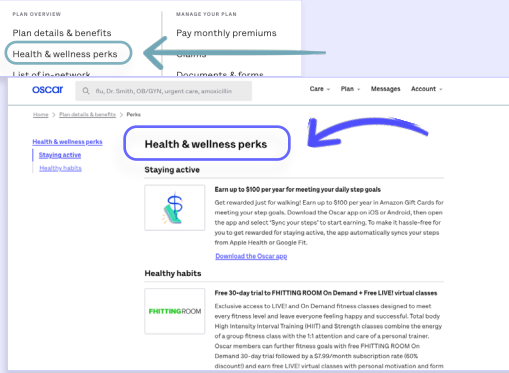 PLAN OVERVIEW
MANAGE YOUR PLAN
Plan details & benefits
Pay monthly premiums
Health & wellness perks
Claims
List of in-network
Documents & forms
oscar
flu, Dr. Smith, OB/GYN, urgent care, amoxicillin
Care
Plan
Messages
Account
Home > Plan details & benefits > Perks
Health & wellness perks
Staying active
Healthy habits
Health & wellness perks
Staying active
Earn up to $100 per year for meeting your daily step goals
Get rewarded just for walking! Earn up to $100 per year in Amazon Gift Cards for
meeting your step goals. Download the Oscar app on iOS or Android, then open
the app and select "Sync your steps" to start earning. To make it hassle-free for
you to get rewarded for staying active, the app automatically syncs your steps
from Apple Health or Google Fit.
Download the Oscar app
Healthy habits
FHITTINGROOM
Free 30-day trial to FHITTING ROOM On Demand + Free LIVE! virtual classes
Exclusive access to LIVE! and On Demand fitness classes designed to meet
every fitness level and leave everyone feeling happy and successful. Total body
High Intensity Interval Training (HIIT) and Strength classes combine the energy
of a group fitness class with the 1:1 attention and care of a personal trainer.
Oscar members can further fitness goals with free FHITTING ROOM On
Demand 30-day trial followed by a $7.99/month subscription rate (60%
discount!) and earn free LIVE! virtual classes with personal motivation and form